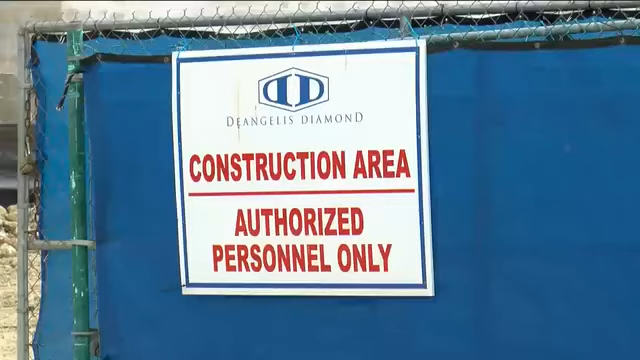 DEANGELIS DIAMOND
CONSTRUCTION AREA
AUTHORIZED
PERSONNEL ONLY